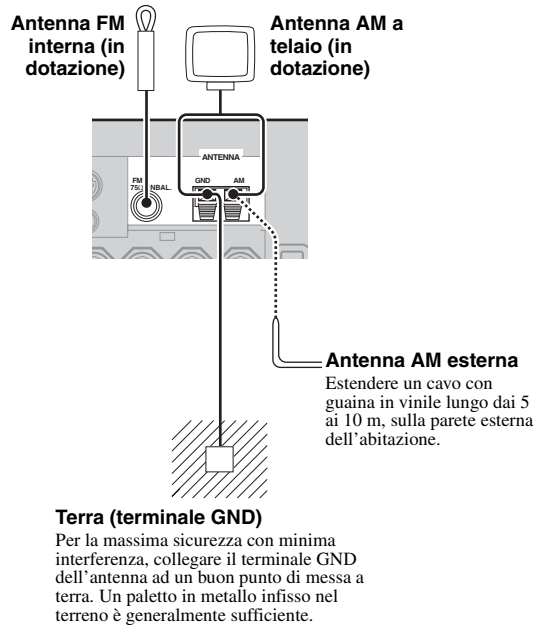 Antenna FM
interna (in
dotazione)
Antenna AM a
telaio (in
dotazione)
ANTENNA
FM
GND
AM
75Ω
NBAL.
Antenna AM esterna
Estendere un cavo con
guaina in vinile lungo dai 5
ai 10 m, sulla parete esterna
dell'abitazione.
Terra (terminale GND)
Per la massima sicurezza con minima
interferenza, collegare il terminale GND
dell'antenna ad un buon punto di messa a
terra. Un paletto in metallo infisso nel
terreno è generalmente sufficiente.